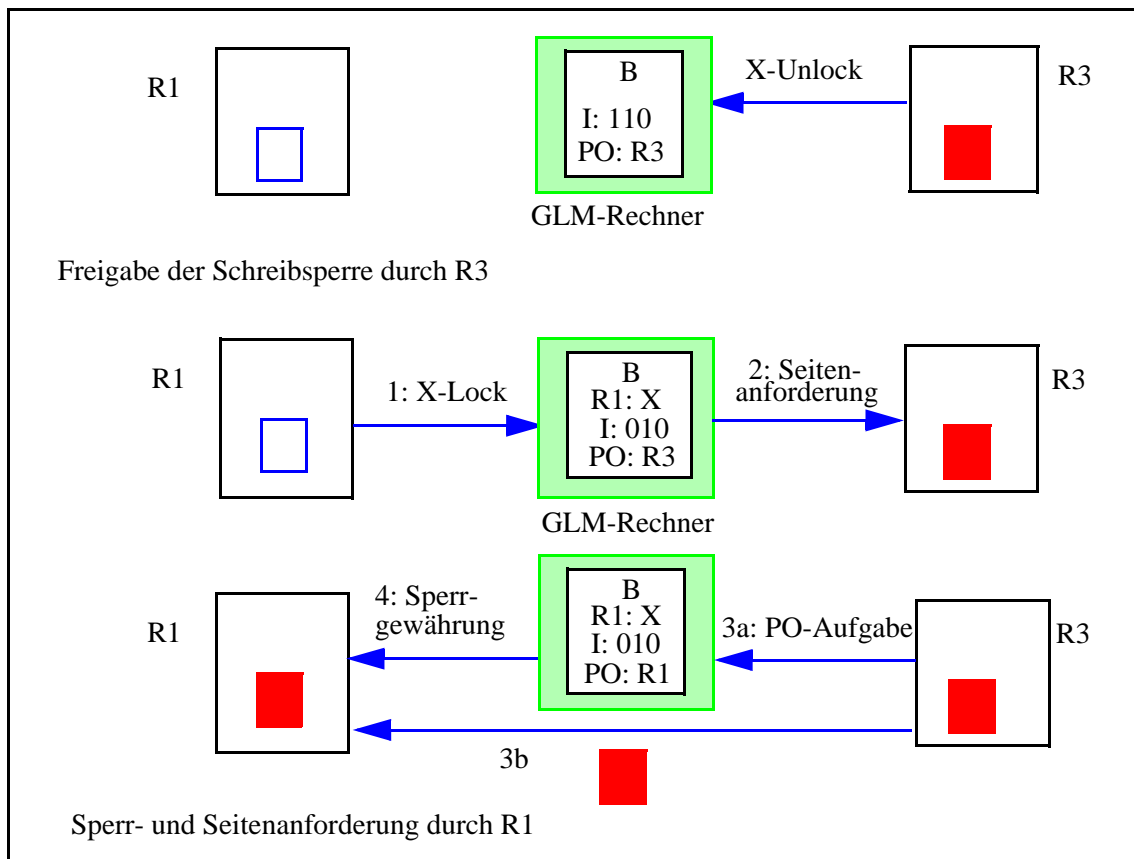 R1
B
I: 110
PO: R3
X-Unlock
R3
GLM-Rechner
Freigabe der Schreibsperre durch R3
R1
1: X-Lock
B
R1: X
I: 010
PO: R3
2: Seiten-
anforderung
R3
GLM-Rechner
R1
4: Sperr-
gewährung
B
R1: X
I: 010
PO: R1
3a: PO-Aufgabe
R3
3b
Sperr- und Seitenanforderung durch R1